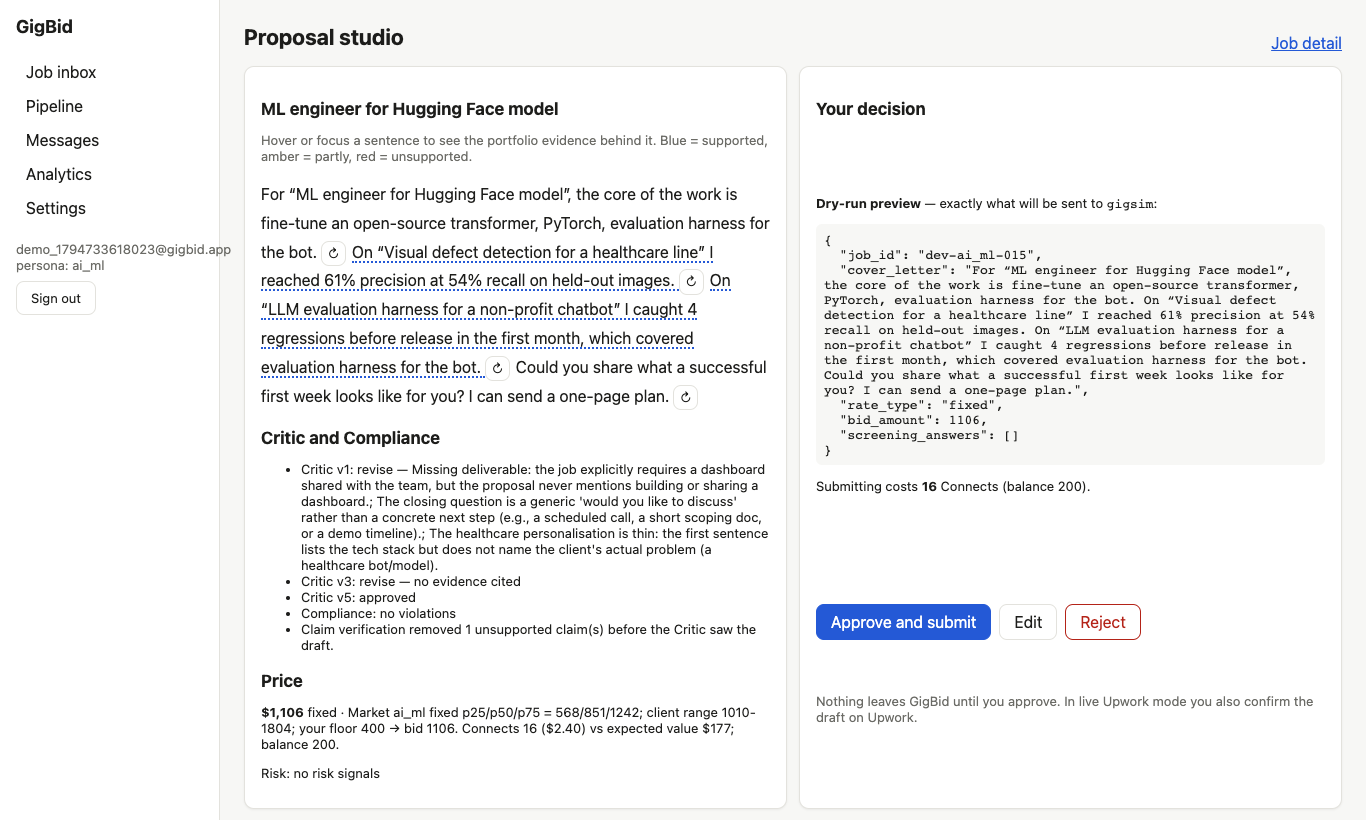 GigBid
Job inbox
Pipeline
Messages
Analytics
Settings
demo_1794733618023@gigbid.app
persona: ai_ml
Sign out
Proposal studio
Job detail
ML engineer for Hugging Face model
Hover or focus a sentence to see the portfolio evidence behind it. Blue = supported,
amber = partly, red = unsupported.
For “ML engineer for Hugging Face model”, the core of the work is
fine-tune an open-source transformer, PyTorch, evaluation harness for
the bot. ↻ On “Visual defect detection for a healthcare line” I
reached 61% precision at 54% recall on held-out images. ↻ On
“LLM evaluation harness for a non-profit chatbot” I caught 4
regressions before release in the first month, which covered
evaluation harness for the bot. ↻ Could you share what a successful
first week looks like for you? I can send a one-page plan. ↻
Critic and Compliance
• Critic v1: revise — Missing deliverable: the job explicitly requires a dashboard
shared with the team, but the proposal never mentions building or sharing a
dashboard.; The closing question is a generic 'would you like to discuss'
rather than a concrete next step (e.g., a scheduled call, a short scoping doc,
or a demo timeline).; The healthcare personalisation is thin: the first sentence
lists the tech stack but does not name the client's actual problem (a
healthcare bot/model).
• Critic v3: revise — no evidence cited
• Critic v5: approved
• Compliance: no violations
• Claim verification removed 1 unsupported claim(s) before the Critic saw the
draft.
Price
$1,106 fixed · Market ai_ml fixed p25/p50/p75 = 568/851/1242; client range 1010-
1804; your floor 400 → bid 1106. Connects 16 ($2.40) vs expected value $177;
balance 200.
Risk: no risk signals
Your decision
Dry-run preview — exactly what will be sent to gigsim:
{
"job_id": "dev-ai_ml-015",
"cover_letter": "For “ML engineer for Hugging Face model”,
the core of the work is fine-tune an open-source transformer,
PyTorch, evaluation harness for the bot. On “Visual defect
detection for a healthcare line” I reached 61% precision at 54%
recall on held-out images. On “LLM evaluation harness for a
non-profit chatbot” I caught 4 regressions before release in
the first month, which covered evaluation harness for the bot.
Could you share what a successful first week looks like for
you? I can send a one-page plan.",
"rate_type": "fixed",
"bid_amount": 1106,
"screening_answers": []
}
Submitting costs 16 Connects (balance 200).
Approve and submit
Edit
Reject
Nothing leaves GigBid until you approve. In live Upwork mode you also confirm the
draft on Upwork.